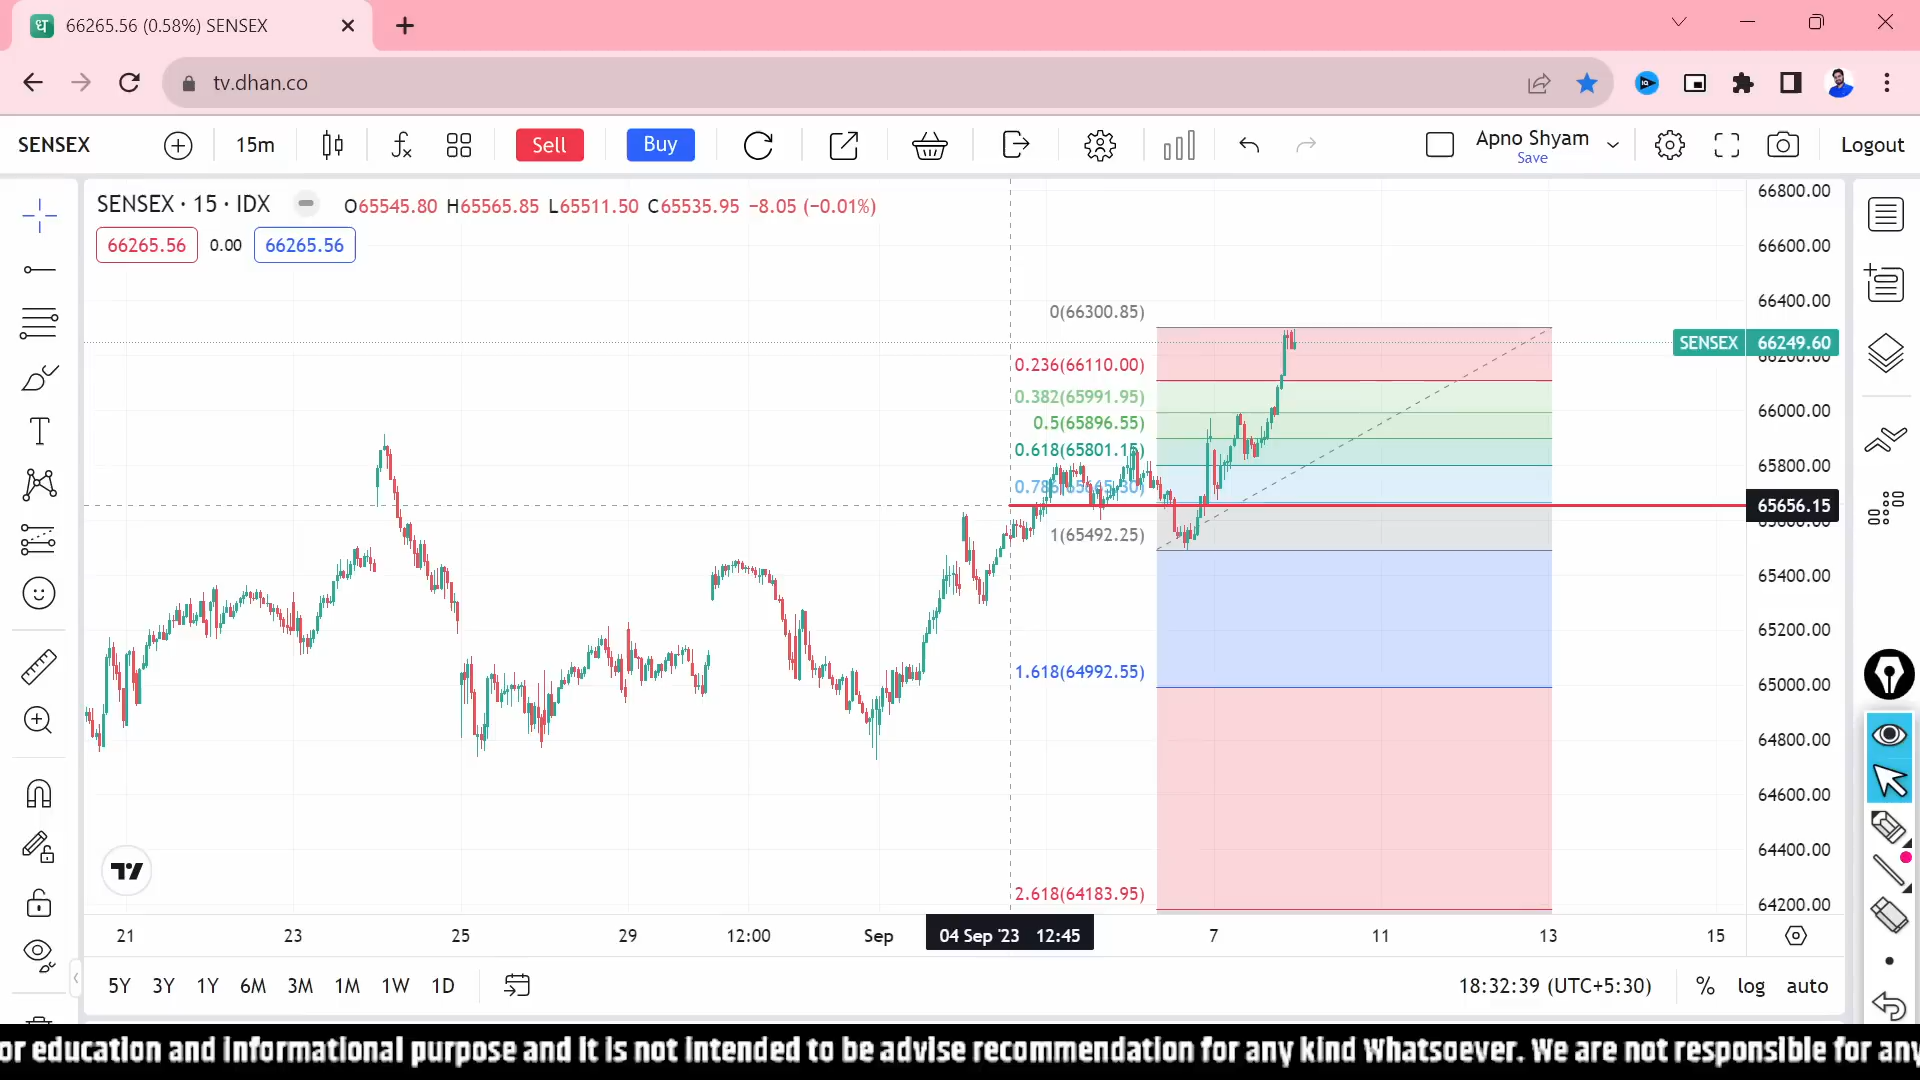 ध 66265.56 (0.58%) SENSEX
tv.dhan.co
SENSEX 15m Sell Buy Apno Shyam Save Logout
SENSEX · 15 · IDX O65545.80 H65565.85 L65511.50 C65535.95 −8.05 (−0.01%)
66265.56 0.00 66265.56
66800.00
66600.00
66400.00
0(66300.85)
SENSEX 66249.60
66200.00
0.236(66110.00)
0.382(65991.95)
66000.00
0.5(65896.55)
0.618(65801.15)
65800.00
0.786(65665.30)
65656.15
65600.00
1(65492.25)
65400.00
65200.00
1.618(64992.55)
65000.00
64800.00
64600.00
64400.00
2.618(64183.95)
64200.00
21 23 25 29 12:00 Sep 04 Sep '23 12:45 7 11 13 15
5Y 3Y 1Y 6M 3M 1M 1W 1D 18:32:39 (UTC+5:30) % log auto
or education and informational purpose and it is not intended to be advise recommendation for any kind Whatsoever. We are not responsible for any